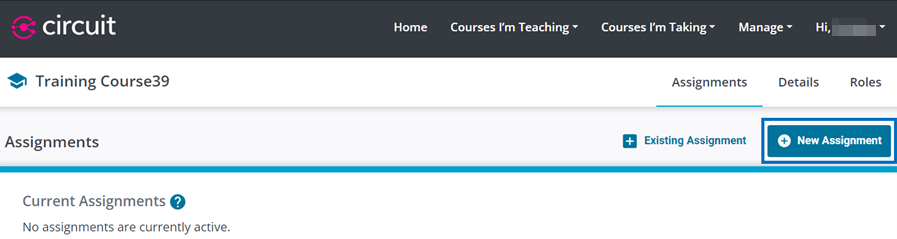 circuit Home Courses I'm Teaching Courses I'm Taking Manage Hi,
Training Course39 Assignments Details Roles
Assignments Existing Assignment New Assignment
Current Assignments ?
No assignments are currently active.